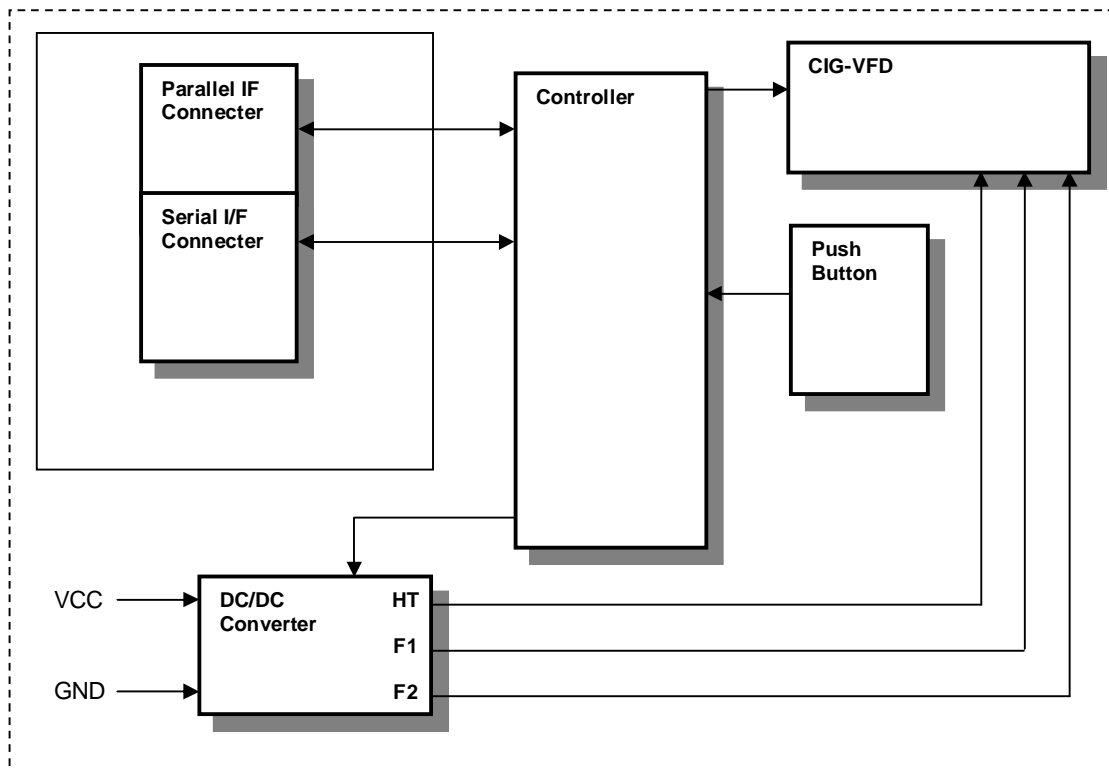 Parallel IF
Connecter
Serial I/F
Connecter
Controller
CIG-VFD
Push
Button
VCC
GND
DC/DC
Converter
HT
F1
F2